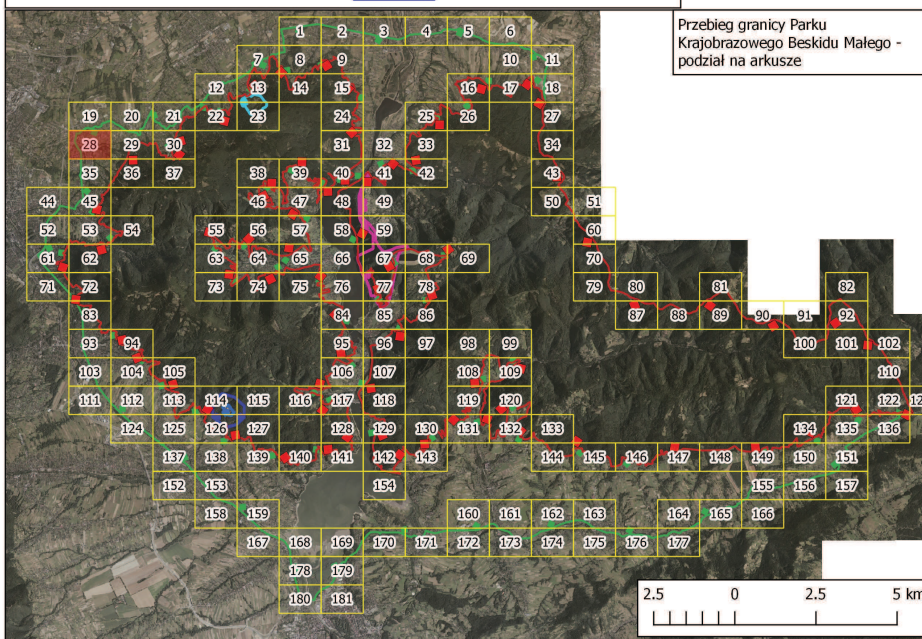 Przebieg granicy Parku
Krajobrazowego Beskidu Małego -
podział na arkusze
1 2 3 4 5 6
7 8 9 10 11
12 13 14 15 16 17 18
19 20 21 22 23 24 25 26 27
28 29 30 31 32 33 34
35 36 37 38 39 40 41 42 43
44 45 46 47 48 49 50 51
52 53 54 55 56 57 58 59 60
61 62 63 64 65 66 67 68 69 70
71 72 73 74 75 76 77 78 79 80 81 82
83 84 85 86 87 88 89 90 91 92
93 94 95 96 97 98 99 100 101 102
103 104 105 106 107 108 109 110
111 112 113 114 115 116 117 118 119 120 121 122 12
124 125 126 127 128 129 130 131 132 133 134 135 136
137 138 139 140 141 142 143 144 145 146 147 148 149 150 151
152 153 154 155 156 157
158 159 160 161 162 163 164 165 166
167 168 169 170 171 172 173 174 175 176 177
178 179
180 181
2.5 0 2.5 5 km